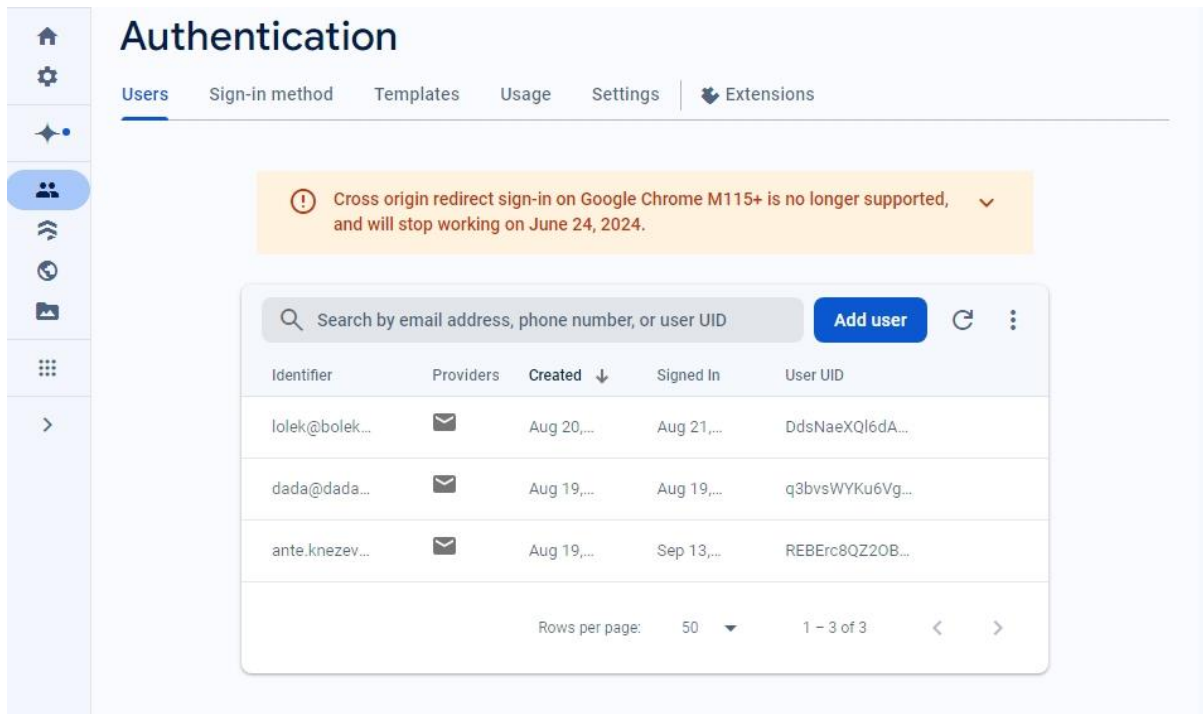 Authentication
Users Sign-in method Templates Usage Settings Extensions
Cross origin redirect sign-in on Google Chrome M115+ is no longer supported,
and will stop working on June 24, 2024.
Search by email address, phone number, or user UID Add user
Identifier Providers Created Signed In User UID
lolek@bolek... Aug 20,... Aug 21,... DdsNaeXQl6dA...
dada@dada... Aug 19,... Aug 19,... q3bvsWYKu6Vg...
ante.knezev... Aug 19,... Sep 13,... REBErc8QZ2OB...
Rows per page: 50 1 – 3 of 3